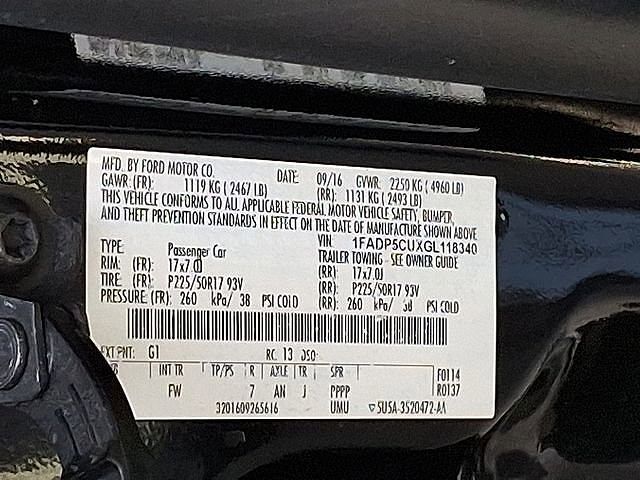 MFD. BY FORD MOTOR CO.
DATE: 09/16 GVWR: 2250 KG ( 4960 LB)
GAWR: (FR): 1119 KG ( 2467 LB) (RR): 1131 KG ( 2493 LB)
THIS VEHICLE CONFORMS TO ALL APPLICABLE FEDERAL MOTOR VEHICLE SAFETY, BUMPER,
AND THEFT PREVENTION STANDARDS IN EFFECT ON THE DATE OF MANUFACTURE SHOWN ABOVE
VIN: 1FADP5CUXGL118340
TYPE: Passenger Car TRAILER TOWING - SEE OWNER GUIDE
RIM: (FR): 17x7.0J (RR): 17x7.0J
TIRE: (FR): P225/50R17 93V (RR): P225/50R17 93V
PRESSURE: (FR): 260 kPa/ 38 PSI COLD (RR): 260 kPa/ 38 PSI COLD
EXT PNT: G1 RC: 13 DSO:
INT TR TP/PS R AXLE TR SPR F0114
FW 7 AN J PPPP R0137
3201609265616 UMU ▽5U5A-3520472-AA